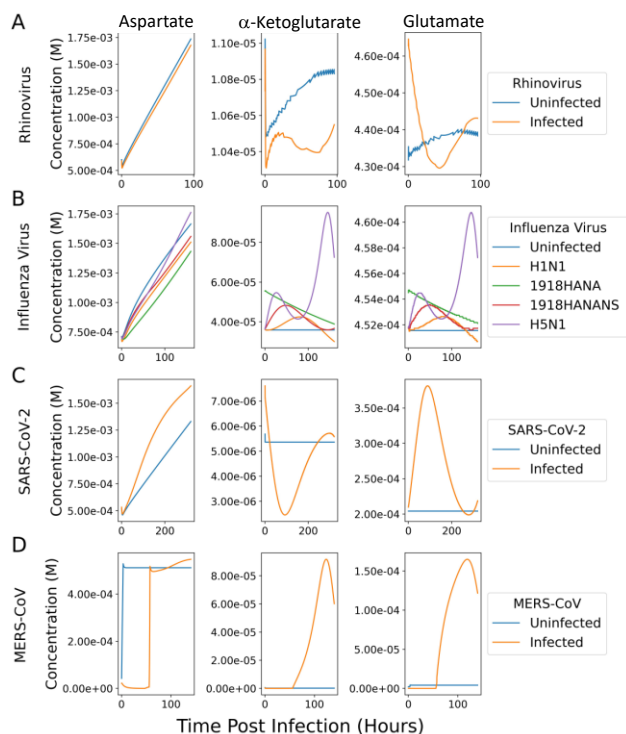 Aspartate α-Ketoglutarate Glutamate
A
Rhinovirus
Concentration (M)
1.75e-03
1.50e-03
1.25e-03
1.00e-03
7.50e-04
5.00e-04
0 100
1.10e-05
1.08e-05
1.06e-05
1.04e-05
0 100
4.60e-04
4.50e-04
4.40e-04
4.30e-04
0 100
Rhinovirus
Uninfected
Infected
B
Influenza Virus
Concentration (M)
1.75e-03
1.50e-03
1.25e-03
1.00e-03
7.50e-04
0 100
8.00e-05
6.00e-05
4.00e-05
0 100
4.60e-04
4.58e-04
4.56e-04
4.54e-04
4.52e-04
0 100
Influenza Virus
Uninfected
H1N1
1918HANA
1918HANANS
H5N1
C
SARS-CoV-2
Concentration (M)
1.75e-03
1.50e-03
1.25e-03
1.00e-03
7.50e-04
5.00e-04
0 200
7.00e-06
6.00e-06
5.00e-06
4.00e-06
3.00e-06
0 200
3.50e-04
3.00e-04
2.50e-04
2.00e-04
0 200
SARS-CoV-2
Uninfected
Infected
D
MERS-CoV
Concentration (M)
4.00e-04
2.00e-04
0.00e+00
0 100
8.00e-05
6.00e-05
4.00e-05
2.00e-05
0.00e+00
0 100
1.50e-04
1.00e-04
5.00e-05
0.00e+00
0 100
MERS-CoV
Uninfected
Infected
Time Post Infection (Hours)